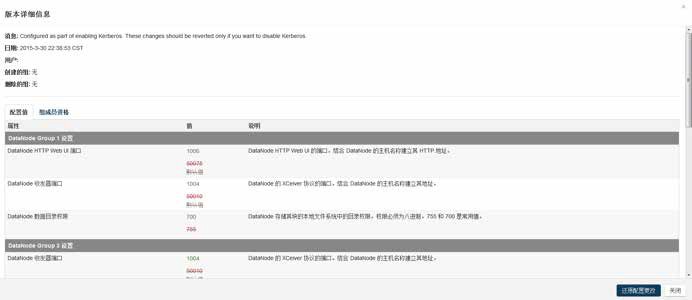 版本详细信息
×
消息: Configured as part of enabling Kerberos. These changes should be reverted only if you want to disable Kerberos.
日期: 2015-3-30 22:38:53 CST
用户:
创建的组: 无
删除的组: 无
配置值 组成员资格
属性 值 说明
DataNode Group 1 设置
DataNode HTTP Web UI 端口 1006 DataNode HTTP Web UI 的端口。结合 DataNode 的主机名称建立其 HTTP 地址。
50075
默认值
DataNode 收发器端口 1004 DataNode 的 XCeiver 协议的端口。结合 DataNode 的主机名称建立其地址。
50010
默认值
DataNode 数据目录权限 700 DataNode 存储其块的本地文件系统中的目录权限。权限必须为八进制。755 和 700 是常用值。
755
DataNode Group 3 设置
DataNode 收发器端口 1004 DataNode 的 XCeiver 协议的端口。结合 DataNode 的主机名称建立其地址。
50010
还原配置更改 关闭